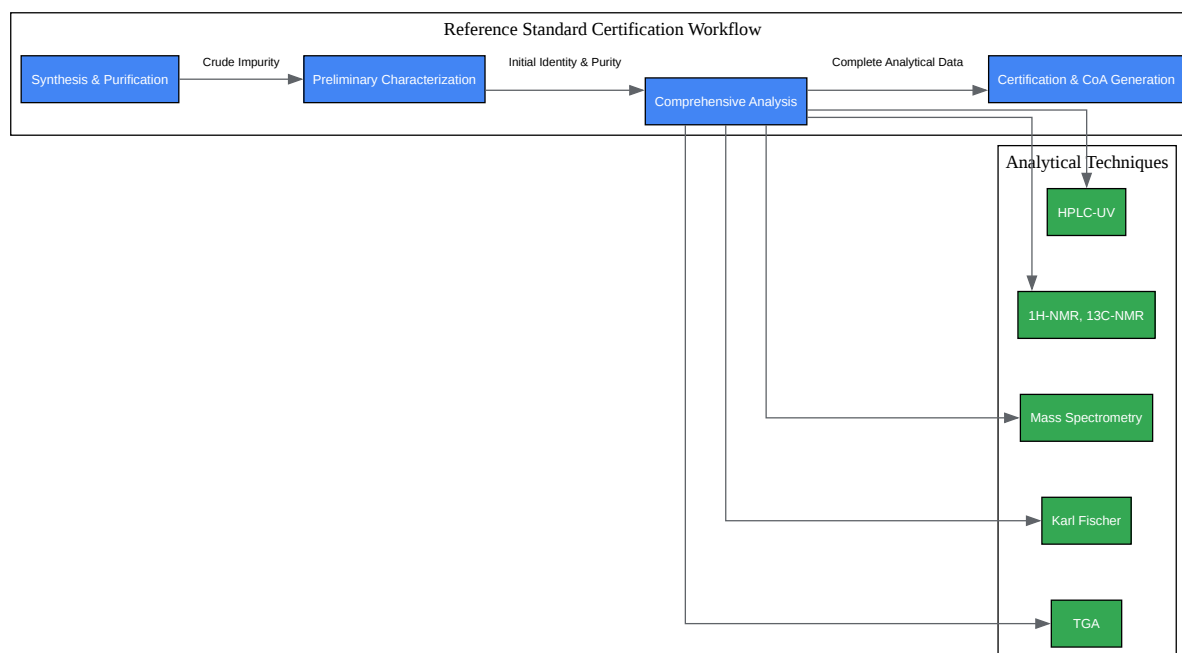 Reference Standard Certification Workflow
Synthesis & Purification
Crude Impurity
Preliminary Characterization
Initial Identity & Purity
Comprehensive Analysis
Complete Analytical Data
Certification & CoA Generation
Analytical Techniques
HPLC-UV
1H-NMR, 13C-NMR
Mass Spectrometry
Karl Fischer
TGA